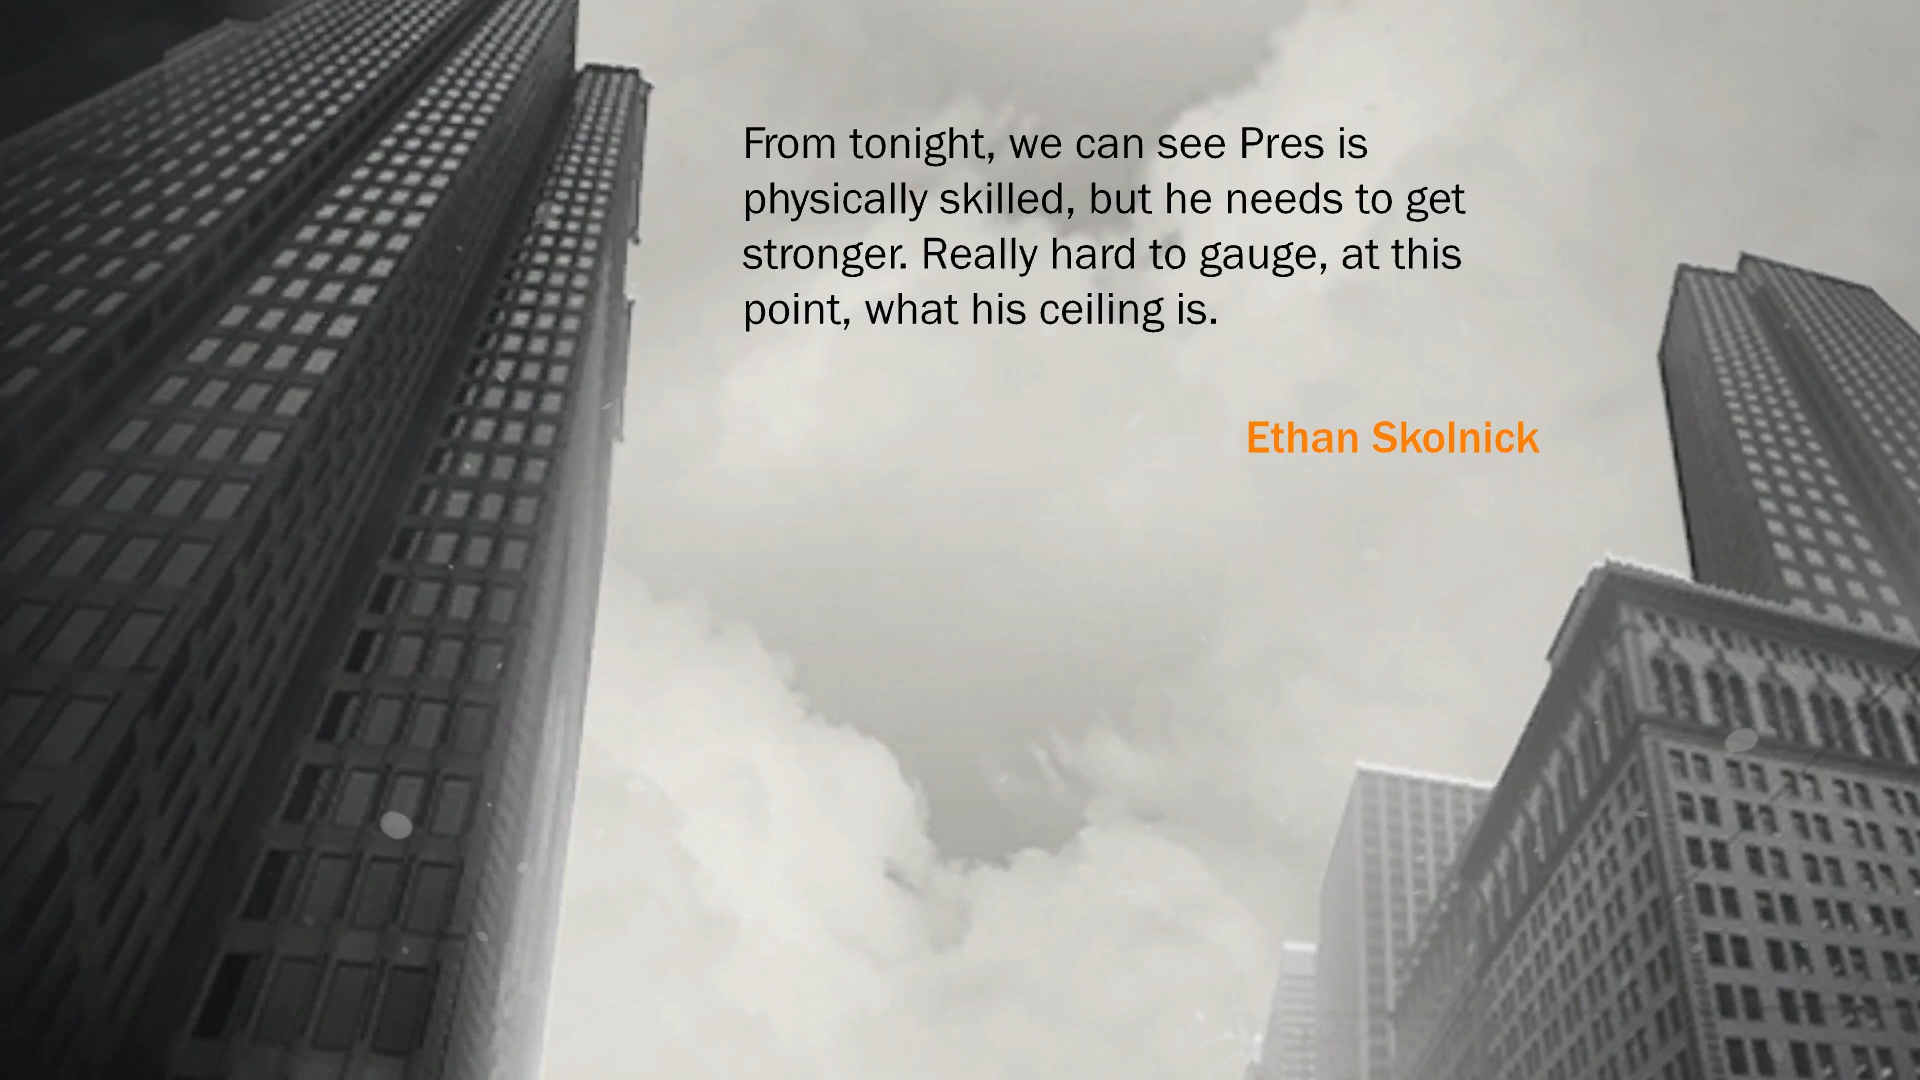 From tonight, we can see Pres is
physically skilled, but he needs to get
stronger. Really hard to gauge, at this
point, what his ceiling is.
Ethan Skolnick